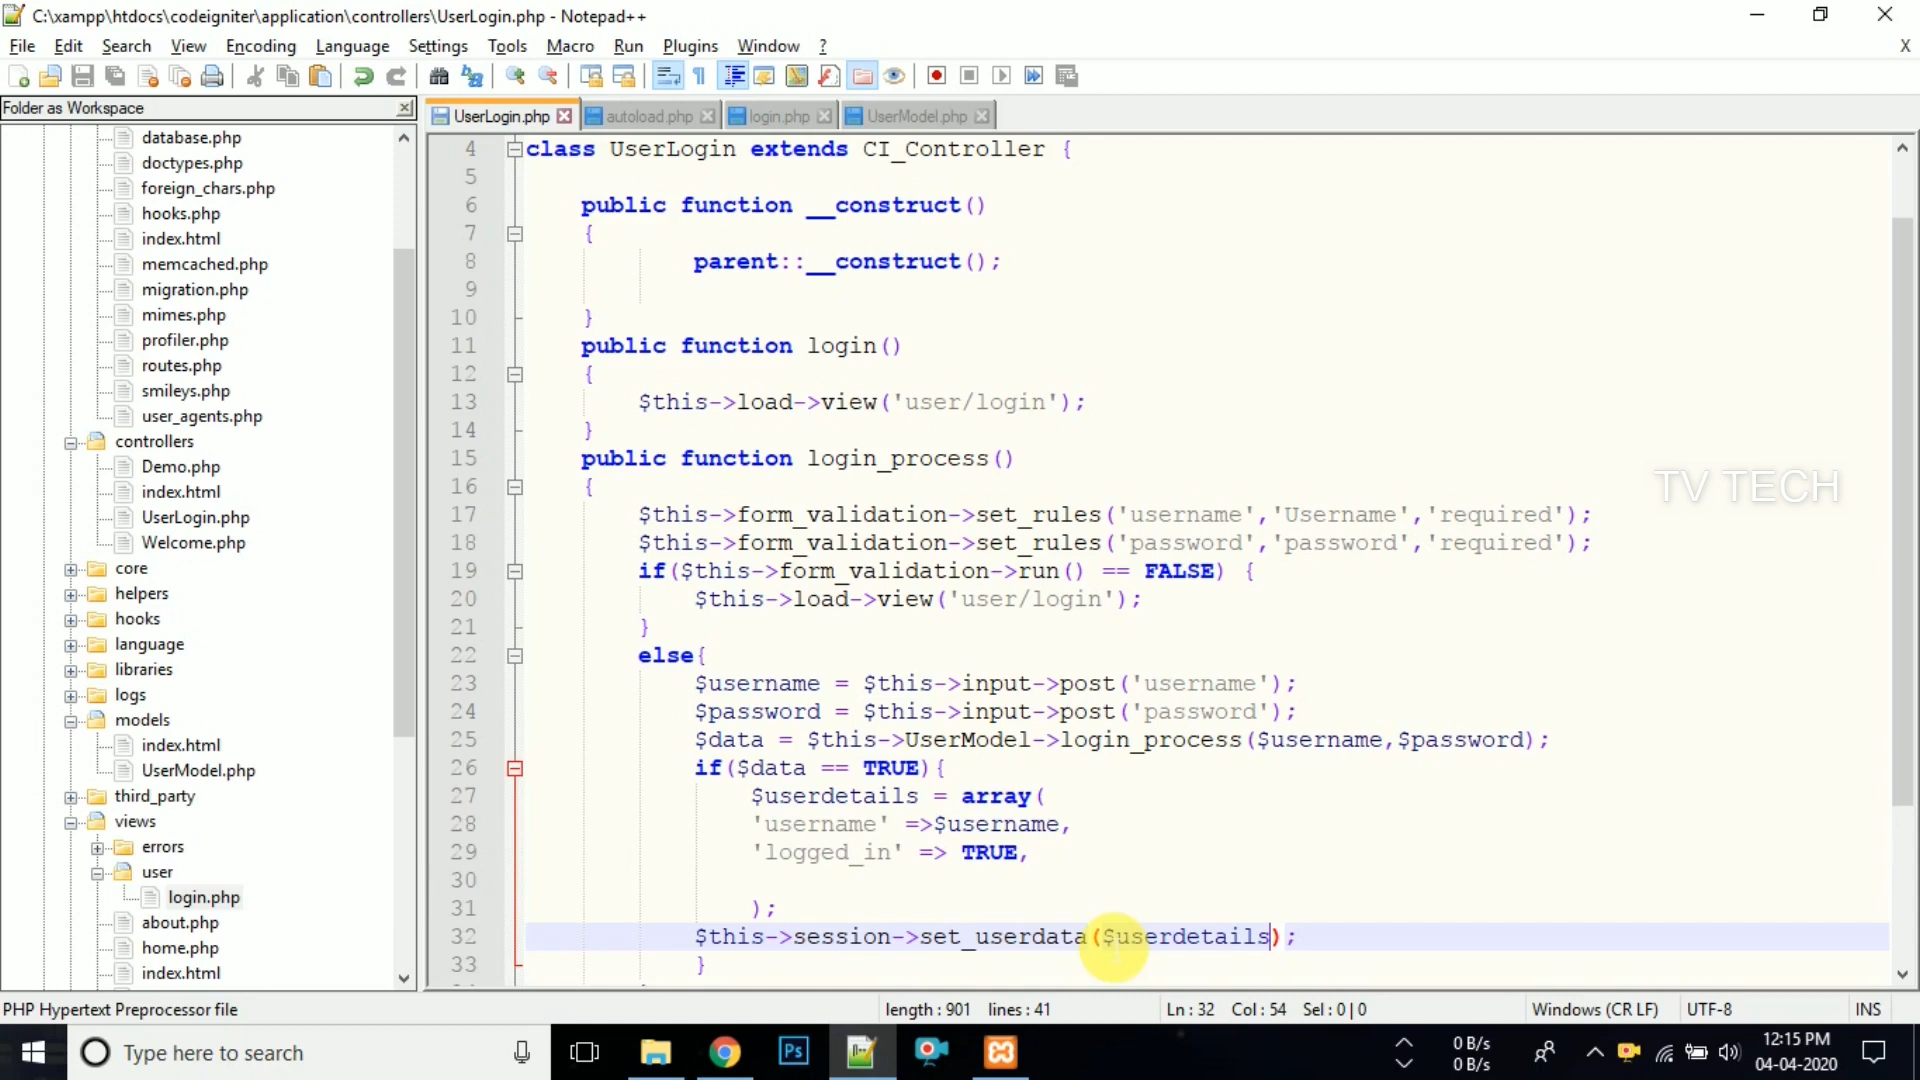 C:\xampp\htdocs\codeigniter\application\controllers\UserLogin.php - Notepad++
File Edit Search View Encoding Language Settings Tools Macro Run Plugins Window ? X
Folder as Workspace
database.php
doctypes.php
foreign_chars.php
hooks.php
index.html
memcached.php
migration.php
mimes.php
profiler.php
routes.php
smileys.php
user_agents.php
controllers
Demo.php
index.html
UserLogin.php
Welcome.php
core
helpers
hooks
language
libraries
logs
models
index.html
UserModel.php
third_party
views
errors
user
login.php
about.php
home.php
index.html
UserLogin.php autoload.php login.php UserModel.php
4 class UserLogin extends CI_Controller {
5
6 public function __construct()
7 {
8 parent::__construct();
9
10 }
11 public function login()
12 {
13 $this->load->view('user/login');
14 }
15 public function login_process()
16 {
17 $this->form_validation->set_rules('username','Username','required');
18 $this->form_validation->set_rules('password','password','required');
19 if($this->form_validation->run() == FALSE) {
20 $this->load->view('user/login');
21 }
22 else{
23 $username = $this->input->post('username');
24 $password = $this->input->post('password');
25 $data = $this->UserModel->login_process($username,$password);
26 if($data == TRUE){
27 $userdetails = array(
28 'username' =>$username,
29 'logged_in' => TRUE,
30
31 );
32 $this->session->set_userdata($userdetails);
33 }
TV TECH
PHP Hypertext Preprocessor file length : 901 lines : 41 Ln : 32 Col : 54 Sel : 0 | 0 Windows (CR LF) UTF-8 INS
Type here to search
Ps
0 B/s
0 B/s
12:15 PM
04-04-2020